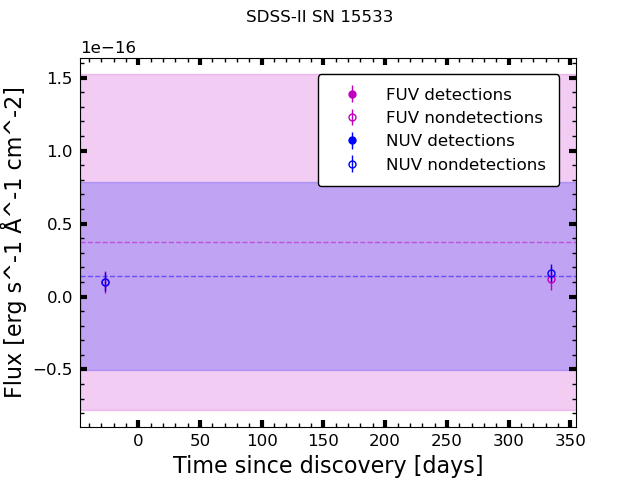 SDSS-II SN 15533
1e−16
1.5
1.0
0.5
0.0
−0.5
Flux [erg s^-1 Å^-1 cm^-2]
FUV detections
FUV nondetections
NUV detections
NUV nondetections
0 50 100 150 200 250 300 350
Time since discovery [days]